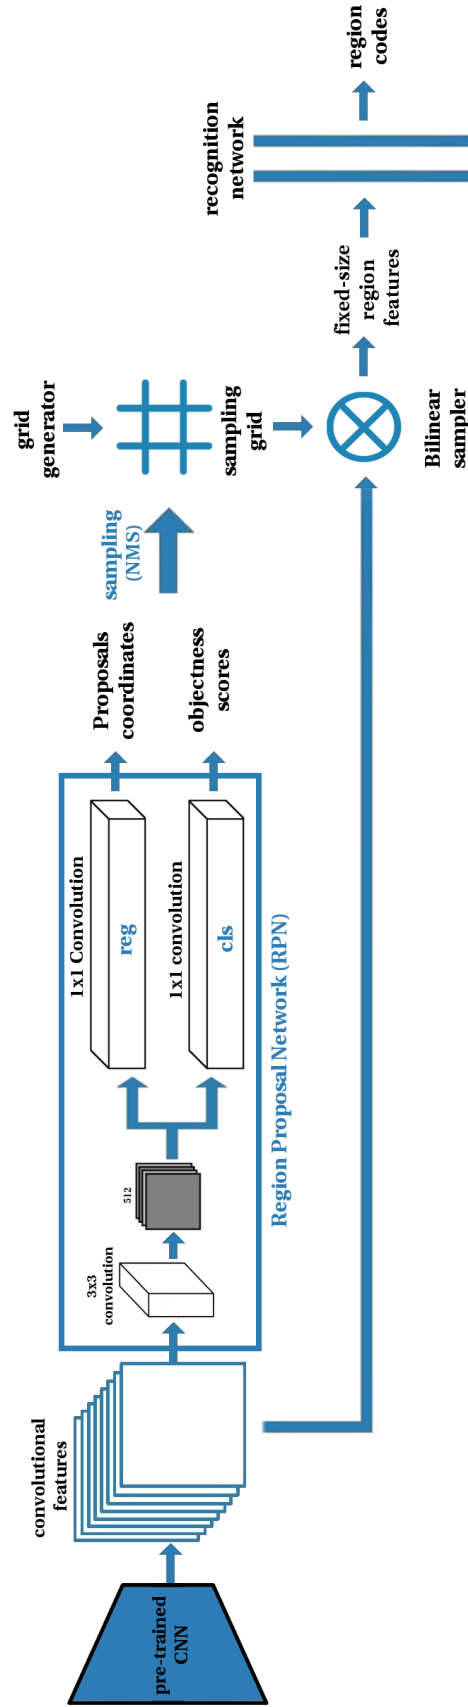 pre-trained
CNN
convolutional
features
3x3
convolution
512
1x1 Convolution
reg
1x1 convolution
cls
Region Proposal Network (RPN)
Proposals
coordinates
objectness
scores
sampling
(NMS)
grid
generator
sampling
grid
Bilinear
sampler
fixed-size
region
features
recognition
network
region
codes